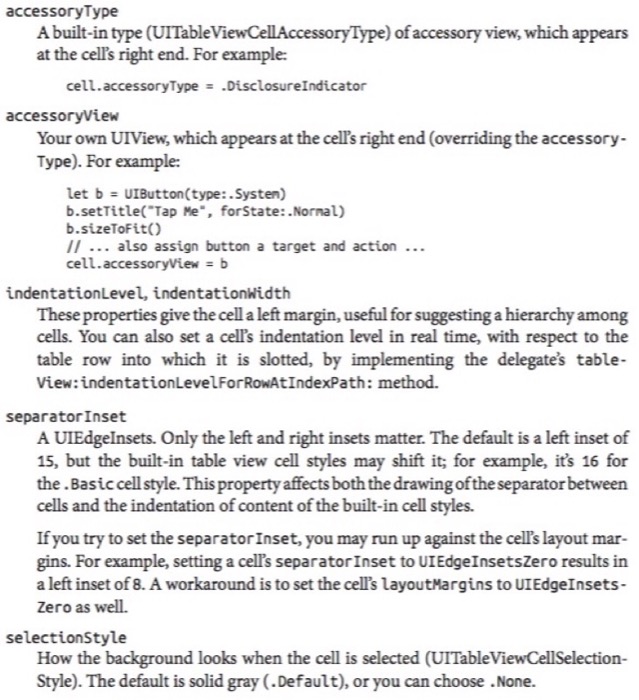 accessoryType
A built-in type (UITableViewCellAccessoryType) of accessory view, which appears
at the cell's right end. For example:
cell.accessoryType = .DisclosureIndicator
accessoryView
Your own UIView, which appears at the cell's right end (overriding the accessory-
Type). For example:
let b = UIButton(type:.System)
b.setTitle("Tap Me", forState:.Normal)
b.sizeToFit()
// ... also assign button a target and action ...
cell.accessoryView = b
indentationLevel, indentationWidth
These properties give the cell a left margin, useful for suggesting a hierarchy among
cells. You can also set a cell's indentation level in real time, with respect to the
table row into which it is slotted, by implementing the delegate's table-
View:indentationLevelForRowAtIndexPath: method.
separatorInset
A UIEdgeInsets. Only the left and right insets matter. The default is a left inset of
15, but the built-in table view cell styles may shift it; for example, it's 16 for
the .Basic cell style. This property affects both the drawing of the separator between
cells and the indentation of content of the built-in cell styles.
If you try to set the separatorInset, you may run up against the cell's layout mar-
gins. For example, setting a cell's separatorInset to UIEdgeInsetsZero results in
a left inset of 8. A workaround is to set the cell's layoutMargins to UIEdgeInsets-
Zero as well.
selectionStyle
How the background looks when the cell is selected (UITableViewCellSelection-
Style). The default is solid gray (.Default), or you can choose .None.